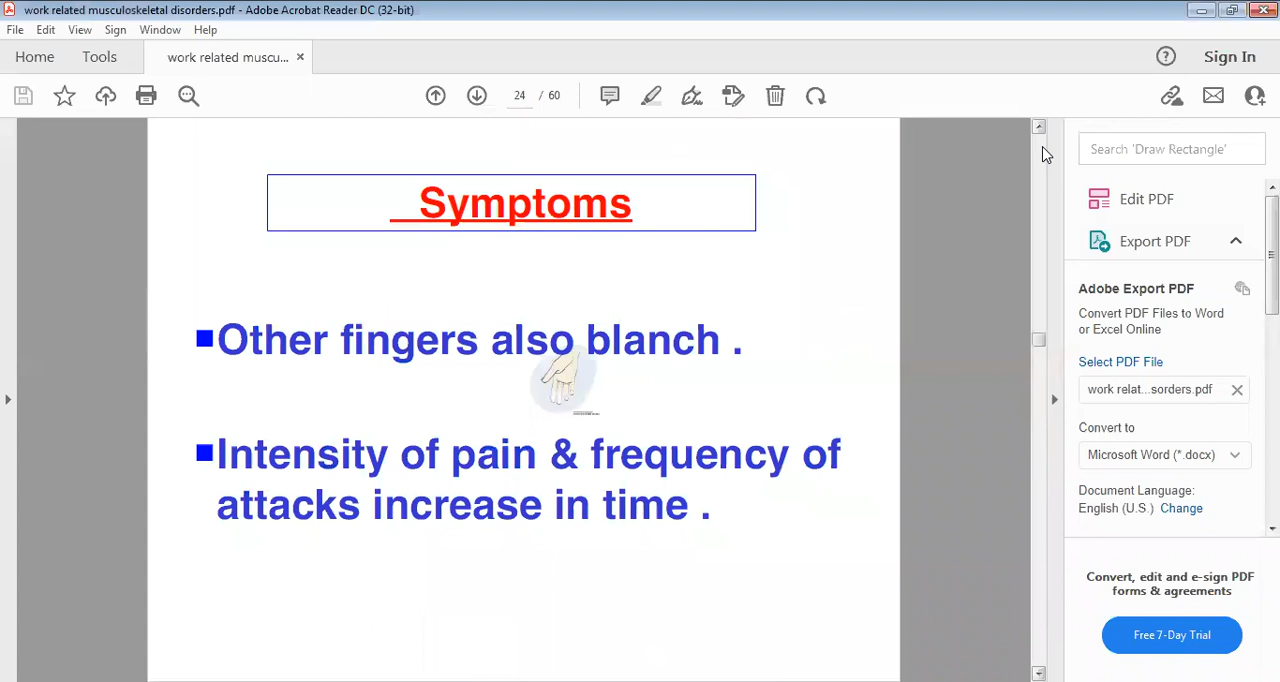 work related musculoskeletal disorders.pdf - Adobe Acrobat Reader DC (32-bit)
File Edit View Sign Window Help
Home Tools work related muscu... Sign In
24 / 60
Symptoms
Other fingers also blanch .
Intensity of pain & frequency of
attacks increase in time .
Search 'Draw Rectangle'
Edit PDF
Export PDF
Adobe Export PDF
Convert PDF Files to Word
or Excel Online
Select PDF File
work relat...sorders.pdf
Convert to
Microsoft Word (*.docx)
Document Language:
English (U.S.) Change
Convert, edit and e-sign PDF
forms & agreements
Free 7-Day Trial